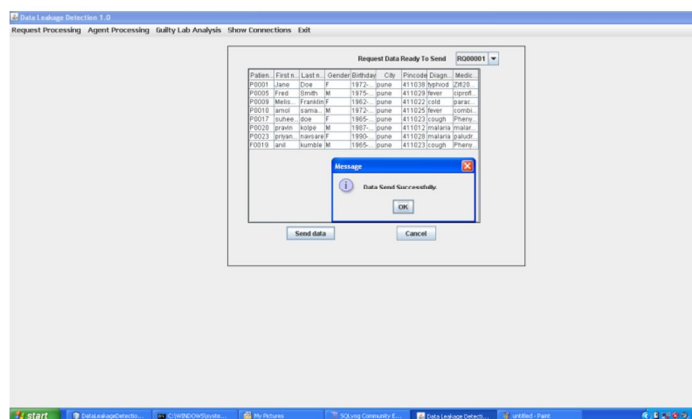 Data Leakage Detection 1.0
Request Processing Agent Processing Guilty Lab Analysis Show Connections Exit
Request Data Ready To Send RQ00001
Patien... First n... Last n... Gender Birthday City Pincode Diagn... Medic...
P0001 Jane Doe F 1972-... pune 411038 typhiod
P0005 Fred Smith M 1975-... pune 411029 fever ciprofl...
P0009 Melis... Franklin F 1962-... pune 411022 cold parac...
P0010 amol sama... M 1972-... pune 411025 fever combi...
P0017 suhee... doe F 1965-... pune 411023 cough Pheny...
P0020 pravin kolpe M 1987-... pune 411012 malaria malar...
P0023 priyan... navsare F 1990-... pune 411028 malaria paludr...
F0019 anil kumble M 1965-... pune 411023 cough Pheny...
Message
Data Send Successfully.
OK
Send data Cancel
start DataLeakageDetectio... C:\WINDOWS\system... My Pictures SQLyog Community E... Data Leakage Detecti... untitled - Paint